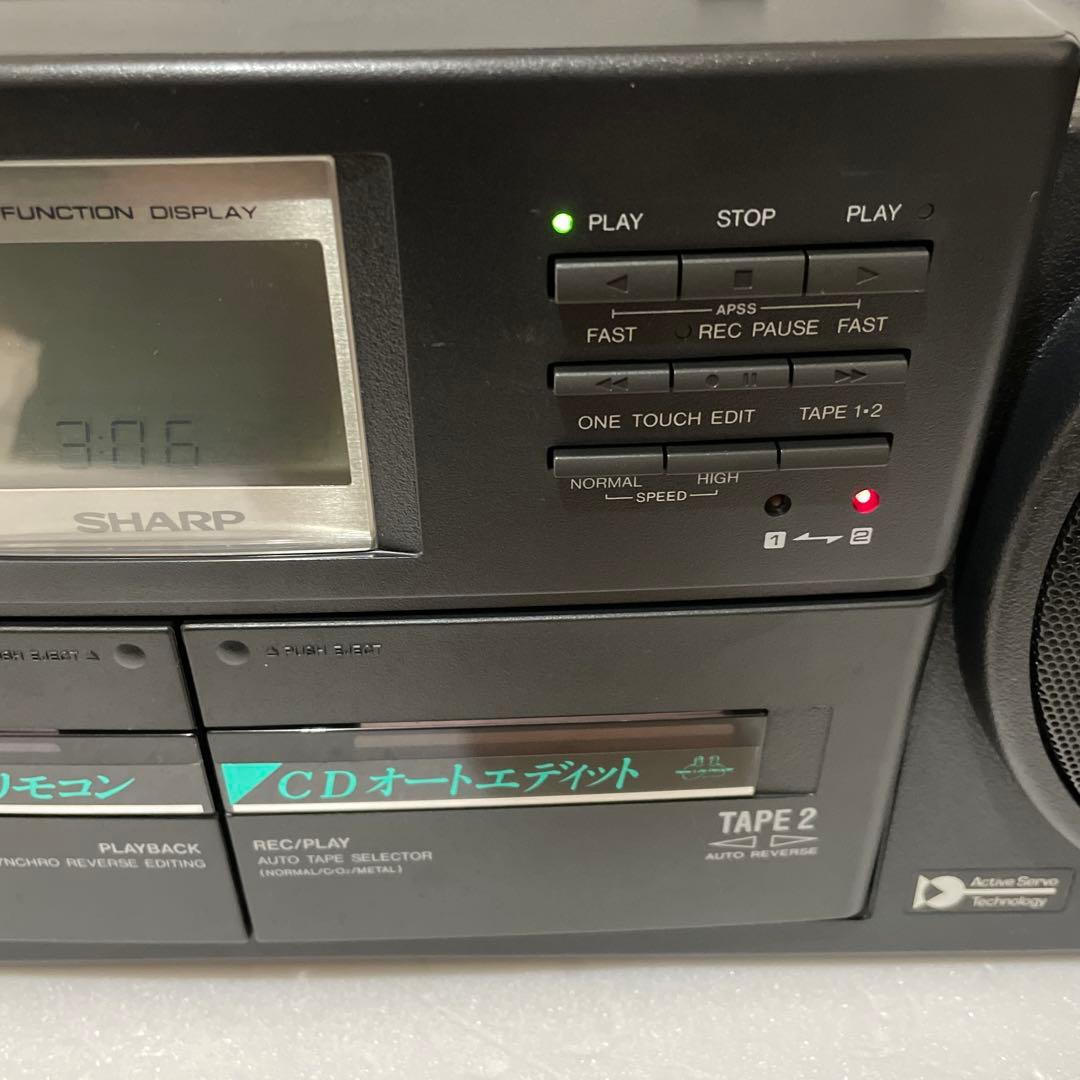 FUNCTION DISPLAY
3:06
SHARP
PLAY STOP PLAY
APSS
FAST REC PAUSE FAST
ONE TOUCH EDIT TAPE 1•2
NORMAL HIGH
SPEED
1 2
PUSH EJECT
PUSH EJECT
リモコン
PLAYBACK
SYNCHRO REVERSE EDITING
CDオートエディット
REC/PLAY
AUTO TAPE SELECTOR
(NORMAL/CrO₂/METAL)
TAPE 2
AUTO REVERSE
Active Servo
Technology